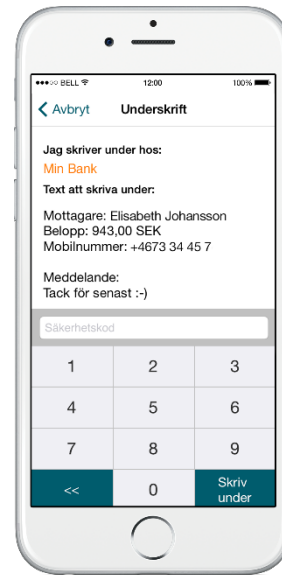 BELL 12:00 100%
Avbryt Underskrift
Jag skriver under hos:
Min Bank
Text att skriva under:
Mottagare: Elisabeth Johansson
Belopp: 943,00 SEK
Mobilnummer: +4673 34 45 7
Meddelande:
Tack för senast :-)
Säkerhetskod
1 2 3
4 5 6
7 8 9
<< 0 Skriv
under